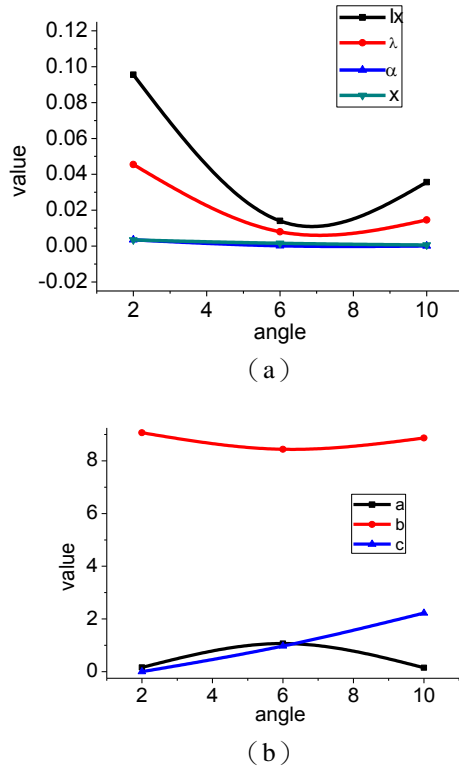 lx
λ
α
x
0.12
0.10
0.08
0.06
0.04
0.02
0.00
-0.02
value
2 4 6 8 10
angle
（a）
8
6
4
2
0
value
a
b
c
2 4 6 8 10
angle
（b）